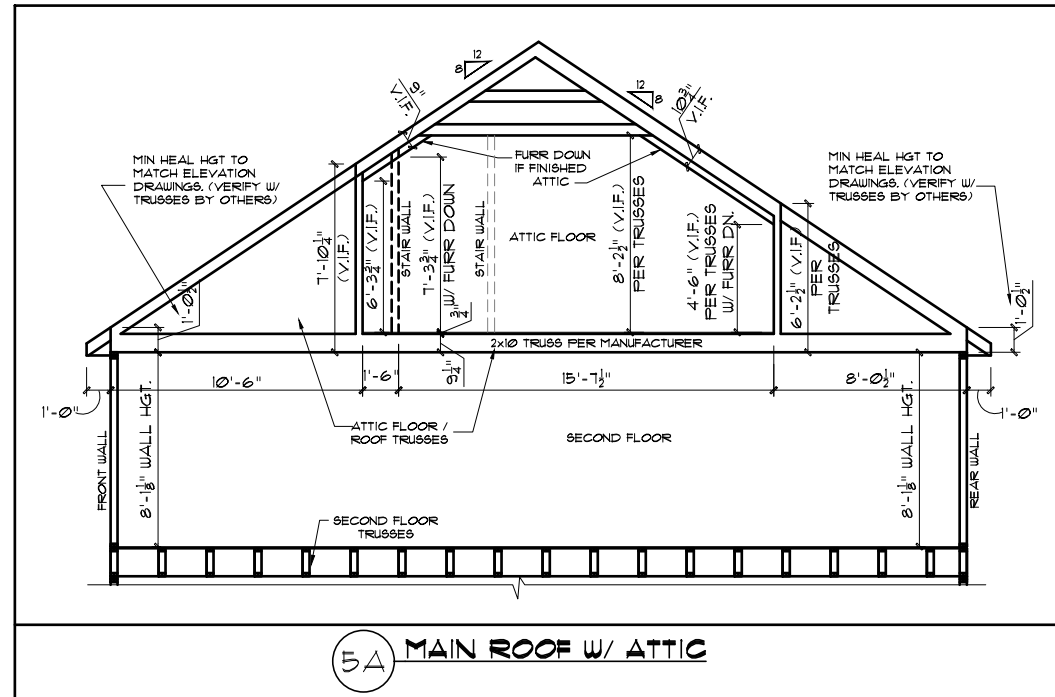 12
8
12
8
9"
V.I.F.
10 3/4"
V.I.F.
MIN HEAL HGT TO
MATCH ELEVATION
DRAWINGS. (VERIFY W/
TRUSSES BY OTHERS)
FURR DOWN
IF FINISHED
ATTIC
MIN HEAL HGT TO
MATCH ELEVATION
DRAWINGS. (VERIFY W/
TRUSSES BY OTHERS)
7'-10 1/4"
(V.I.F.)
6'-3 3/4" (V.I.F.)
STAIR WALL
7'-3 3/4" (V.I.F.)
W/ FURR DOWN
STAIR WALL
ATTIC FLOOR
8'-2 1/2" (V.I.F.)
PER TRUSSES
4'-6" (V.I.F.)
PER TRUSSES
W/ FURR DN.
6'-2 1/2" (V.I.F.)
PER
TRUSSES
1'-0 1/2"
1'-0 1/2"
3/4"
2x10 TRUSS PER MANUFACTURER
9 1/4"
1'-0"
10'-6"
1'-6"
15'-7 1/2"
8'-0 1/2"
1'-0"
ATTIC FLOOR /
ROOF TRUSSES
SECOND FLOOR
FRONT WALL
8'-1 1/8" WALL HGT.
8'-1 1/8" WALL HGT.
REAR WALL
SECOND FLOOR
TRUSSES
5A
MAIN ROOF W/ ATTIC